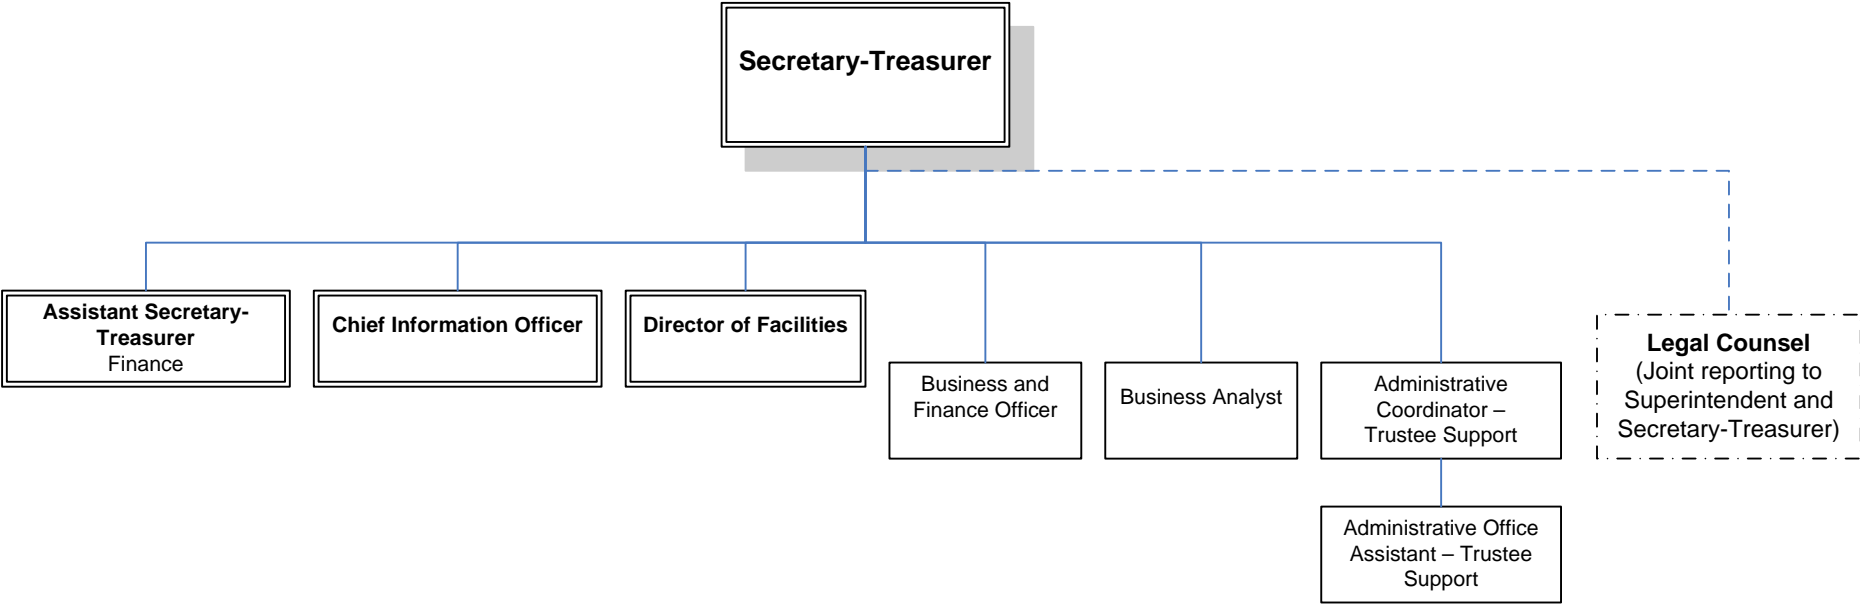 Secretary-Treasurer
Assistant Secretary-
Treasurer
Finance
Chief Information Officer
Director of Facilities
Business and
Finance Officer
Business Analyst
Administrative
Coordinator –
Trustee Support
Legal Counsel
(Joint reporting to
Superintendent and
Secretary-Treasurer)
Administrative Office
Assistant – Trustee
Support